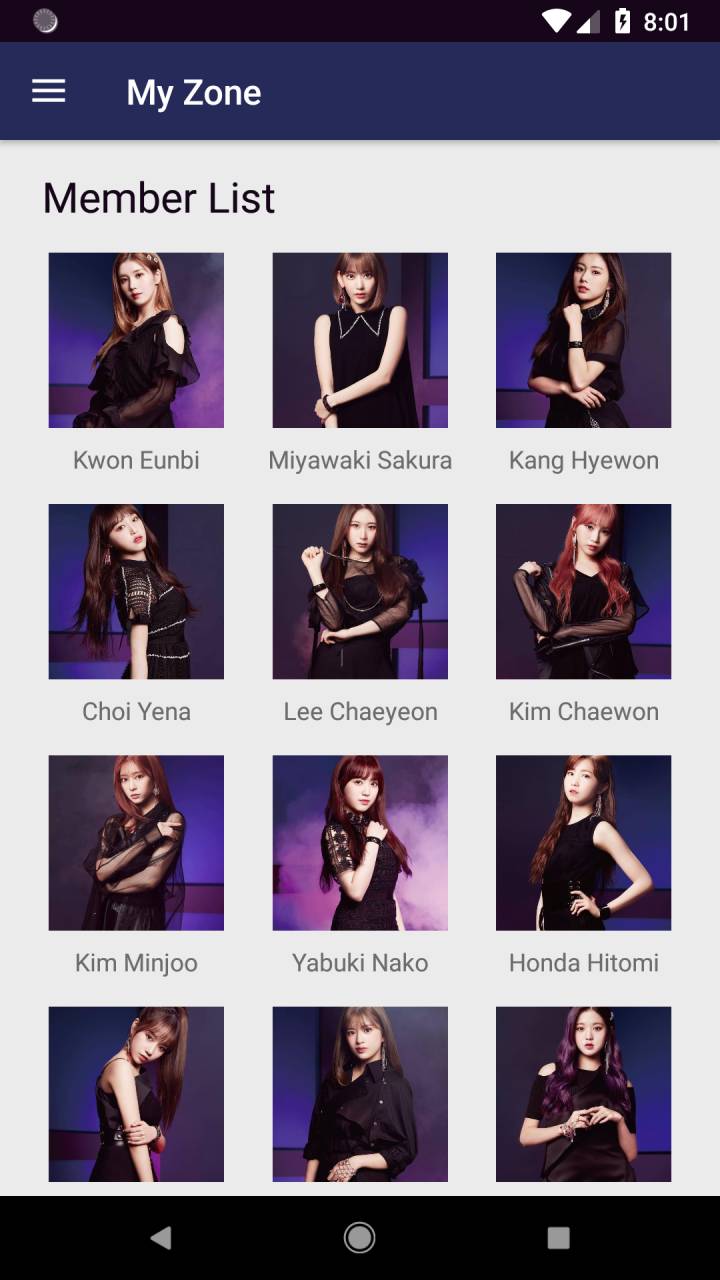 8:01
My Zone
Member List
Kwon Eunbi
Miyawaki Sakura
Kang Hyewon
Choi Yena
Lee Chaeyeon
Kim Chaewon
Kim Minjoo
Yabuki Nako
Honda Hitomi